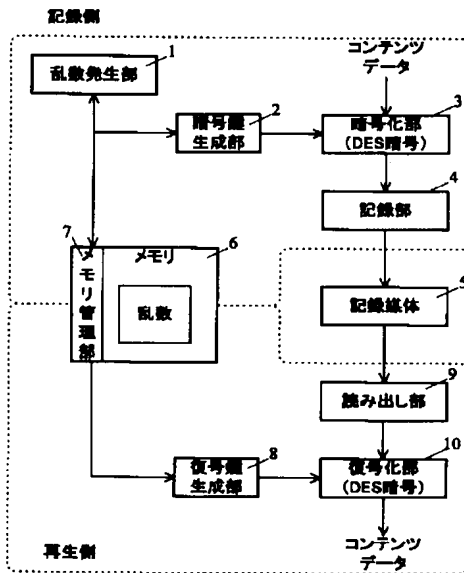 記録側
1
乱数発生部
コンテンツ
データ
2
暗号鍵
生成部
3
暗号化部
(DES暗号)
4
記録部
7
メモリ管理部
メモリ
6
乱数
5
記録媒体
9
読み出し部
8
復号鍵
生成部
10
復号化部
(DES暗号)
再生側
コンテンツ
データ